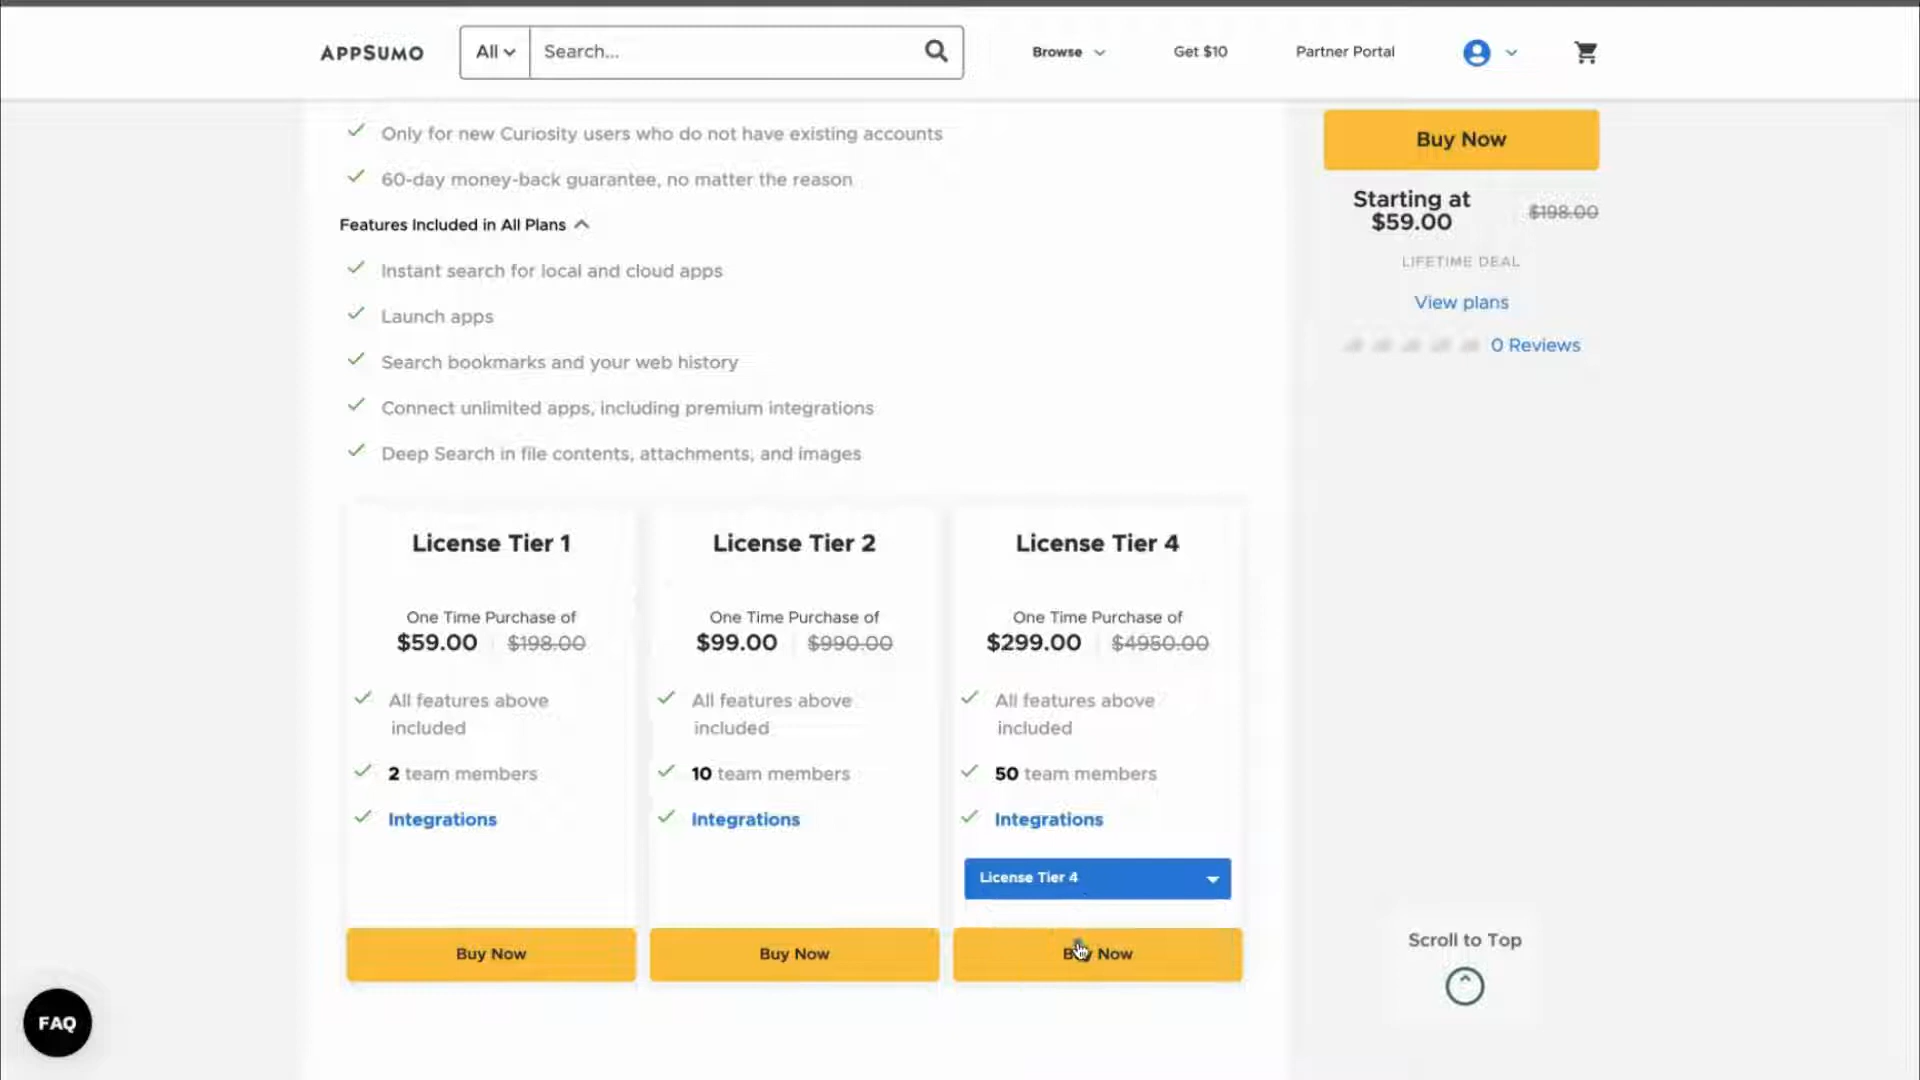 APPSUMO
All
Search...
Browse
Get $10
Partner Portal
Only for new Curiosity users who do not have existing accounts
60-day money-back guarantee, no matter the reason
Features Included in All Plans
Instant search for local and cloud apps
Launch apps
Search bookmarks and your web history
Connect unlimited apps, including premium integrations
Deep Search in file contents, attachments, and images
Buy Now
Starting at
$59.00
$198.00
LIFETIME DEAL
View plans
0 Reviews
License Tier 1
One Time Purchase of
$59.00
$198.00
All features above
included
2 team members
Integrations
Buy Now
License Tier 2
One Time Purchase of
$99.00
$990.00
All features above
included
10 team members
Integrations
Buy Now
License Tier 4
One Time Purchase of
$299.00
$4950.00
All features above
included
50 team members
Integrations
License Tier 4
Buy Now
Scroll to Top
FAQ